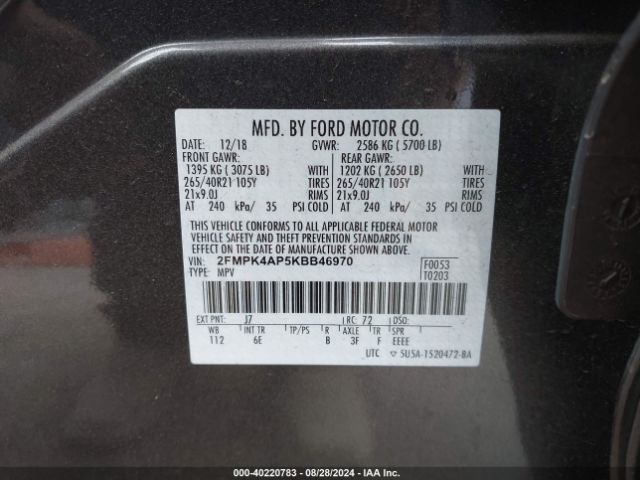 MFD. BY FORD MOTOR CO.
DATE: 12/18 GVWR: 2586 KG ( 5700 LB)
FRONT GAWR: REAR GAWR:
1395 KG ( 3075 LB) WITH 1202 KG ( 2650 LB) WITH
265/40R21 105Y TIRES 265/40R21 105Y TIRES
21x9.0J RIMS 21x9.0J RIMS
AT 240 kPa/ 35 PSI COLD AT 240 kPa/ 35 PSI COLD
THIS VEHICLE CONFORMS TO ALL APPLICABLE FEDERAL MOTOR
VEHICLE SAFETY AND THEFT PREVENTION STANDARDS IN
EFFECT ON THE DATE OF MANUFACTURE SHOWN ABOVE.
VIN: 2FMPK4AP5KBB46970 F0053
TYPE: MPV T0203
EXT PNT: J7 RC: 72 DSO:
WB INT TR TP/PS R AXLE TR SPR
112 6E B 3F F EEEE
UTC ▽ 5U5A-1520472-BA
000-40220783 - 08/28/2024 - IAA Inc.